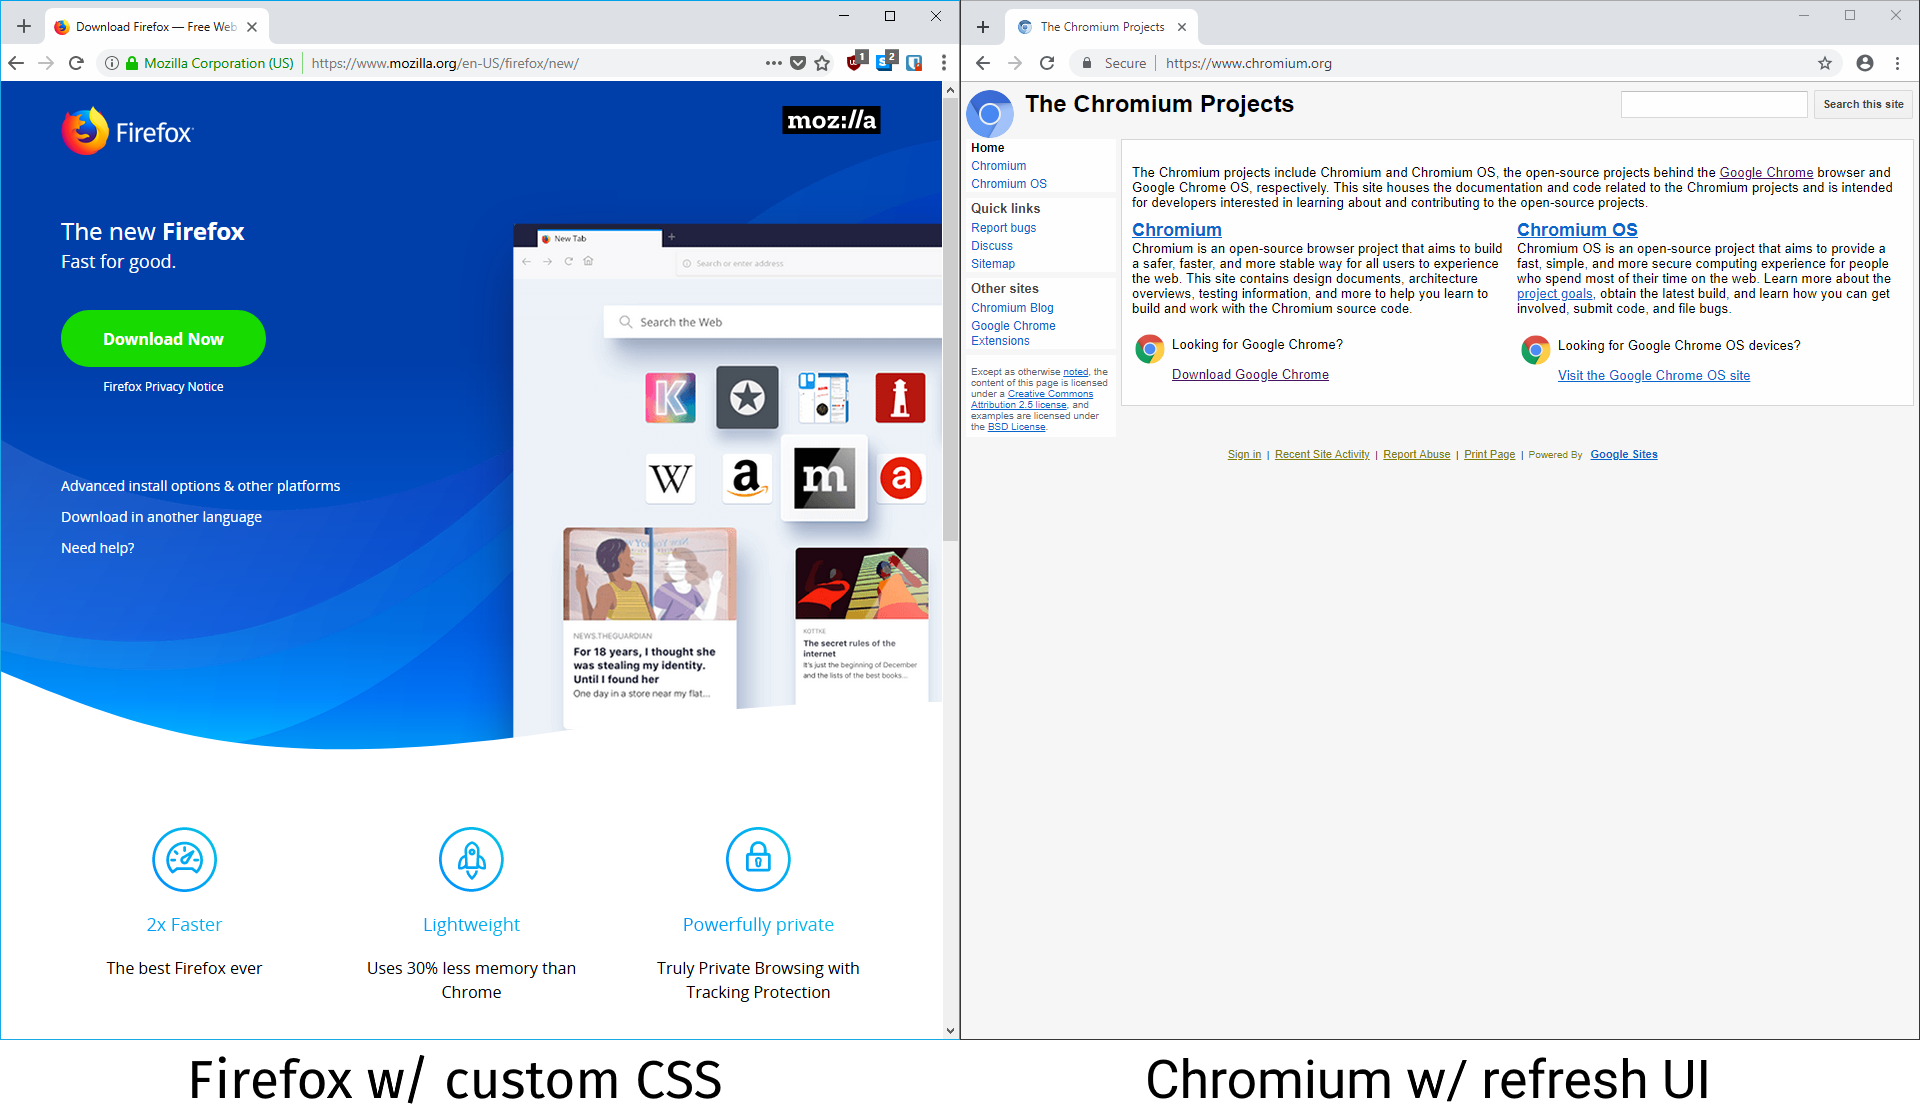 Download Firefox — Free Web
Mozilla Corporation (US)
https://www.mozilla.org/en-US/firefox/new/
1
2
Firefox
moz://a
The new Firefox
Fast for good.
Download Now
Firefox Privacy Notice
Advanced install options & other platforms
Download in another language
Need help?
New Tab
Search or enter address
Search the Web
K
W
a
m
a
NEWS.THEGUARDIAN
For 18 years, I thought she
was stealing my identity.
Until I found her
One day in a store near my flat...
KOTTKE
The secret rules of the
internet
It's just the beginning of December
and the lists of the best books...
2x Faster
The best Firefox ever
Lightweight
Uses 30% less memory than
Chrome
Powerfully private
Truly Private Browsing with
Tracking Protection
Firefox w/ custom CSS
The Chromium Projects
Secure
https://www.chromium.org
The Chromium Projects
Search this site
Home
Chromium
Chromium OS
Quick links
Report bugs
Discuss
Sitemap
Other sites
Chromium Blog
Google Chrome
Extensions
Except as otherwise noted, the
content of this page is licensed
under a Creative Commons
Attribution 2.5 license, and
examples are licensed under
the BSD License.
The Chromium projects include Chromium and Chromium OS, the open-source projects behind the Google Chrome browser and
Google Chrome OS, respectively. This site houses the documentation and code related to the Chromium projects and is intended
for developers interested in learning about and contributing to the open-source projects.
Chromium
Chromium is an open-source browser project that aims to build
a safer, faster, and more stable way for all users to experience
the web. This site contains design documents, architecture
overviews, testing information, and more to help you learn to
build and work with the Chromium source code.
Looking for Google Chrome?
Download Google Chrome
Chromium OS
Chromium OS is an open-source project that aims to provide a
fast, simple, and more secure computing experience for people
who spend most of their time on the web. Learn more about the
project goals, obtain the latest build, and learn how you can get
involved, submit code, and file bugs.
Looking for Google Chrome OS devices?
Visit the Google Chrome OS site
Sign in | Recent Site Activity | Report Abuse | Print Page | Powered By Google Sites
Chromium w/ refresh UI